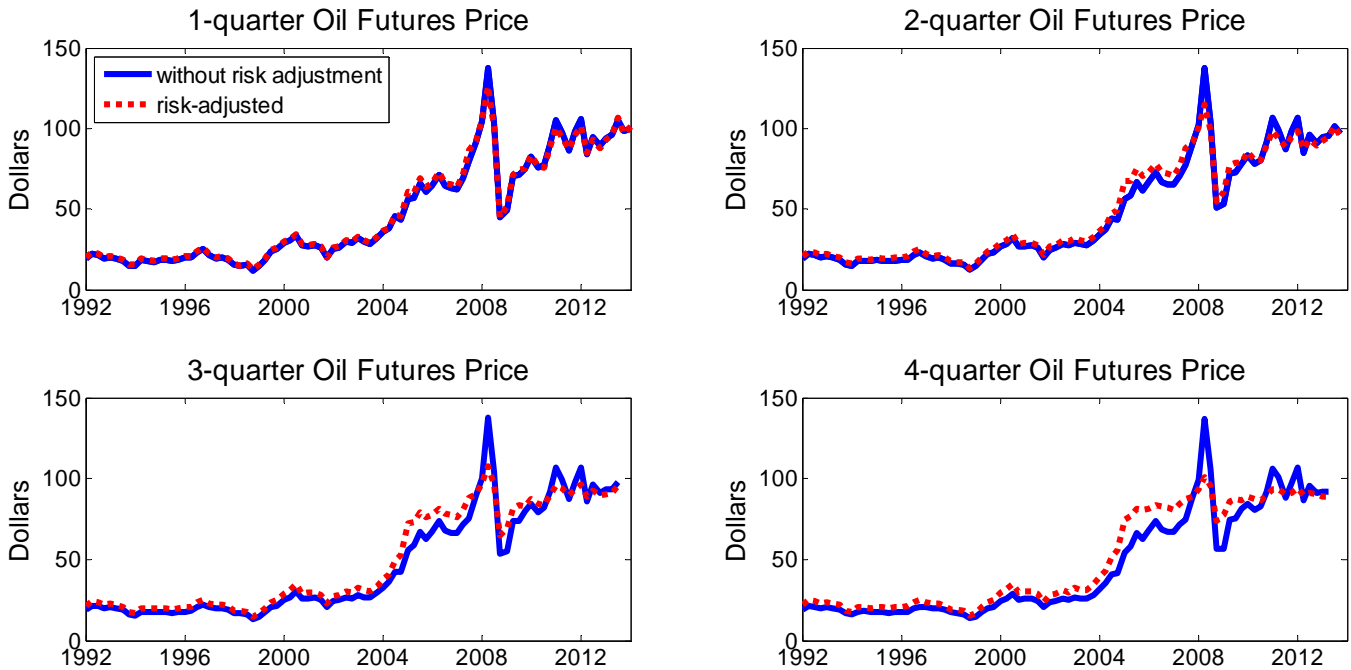 1-quarter Oil Futures Price
150
100
50
0
Dollars
without risk adjustment
risk-adjusted
1992 1996 2000 2004 2008 2012
2-quarter Oil Futures Price
150
100
50
0
1992 1996 2000 2004 2008 2012
3-quarter Oil Futures Price
150
100
50
0
Dollars
1992 1996 2000 2004 2008 2012
4-quarter Oil Futures Price
150
100
50
0
1992 1996 2000 2004 2008 2012